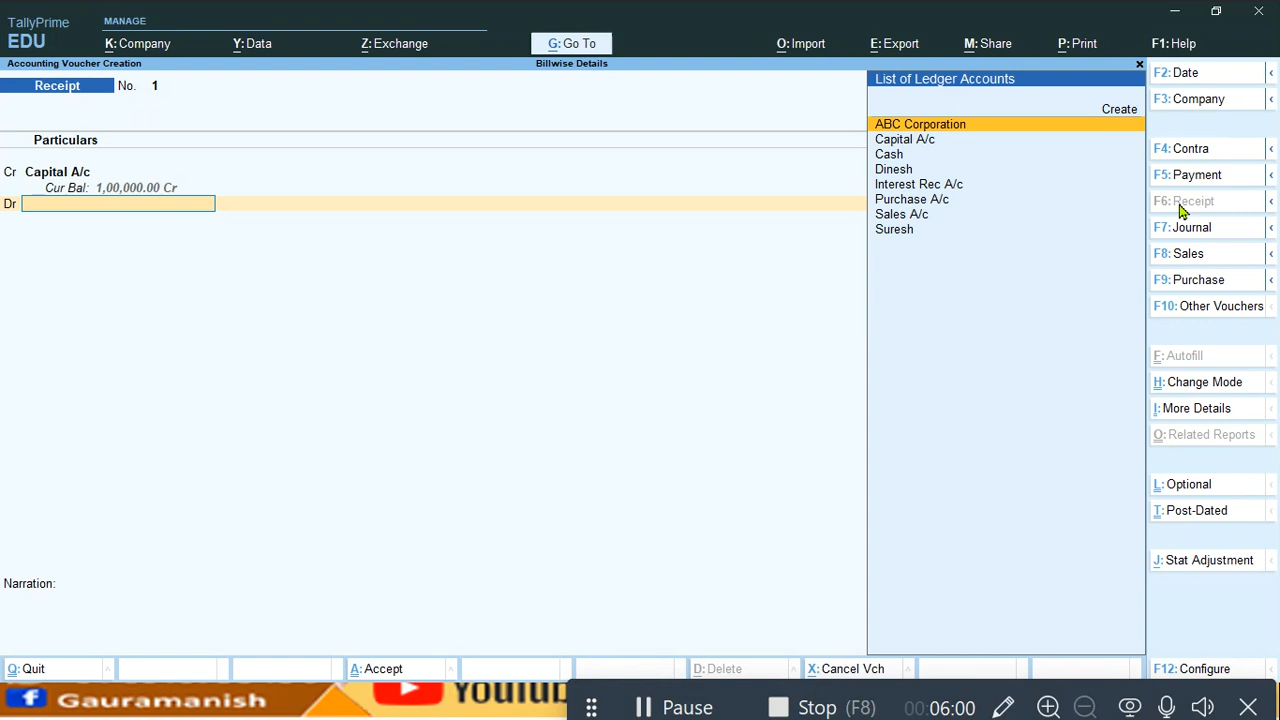 TallyPrime
EDU
MANAGE
K: Company
Y: Data
Z: Exchange
G: Go To
O: Import
E: Export
M: Share
P: Print
F1: Help
Accounting Voucher Creation
Billwise Details
×
Receipt No. 1
Particulars
Cr Capital A/c
Cur Bal: 1,00,000.00 Cr
Dr
Narration:
List of Ledger Accounts
Create
ABC Corporation
Capital A/c
Cash
Dinesh
Interest Rec A/c
Purchase A/c
Sales A/c
Suresh
F2: Date
F3: Company
F4: Contra
F5: Payment
F6: Receipt
F7: Journal
F8: Sales
F9: Purchase
F10: Other Vouchers
F: Autofill
H: Change Mode
I: More Details
O: Related Reports
L: Optional
T: Post-Dated
J: Stat Adjustment
Q: Quit
A: Accept
D: Delete
X: Cancel Vch
F12: Configure
f Gauramanish
YouTu
Pause
Stop (F8)
00:06:00